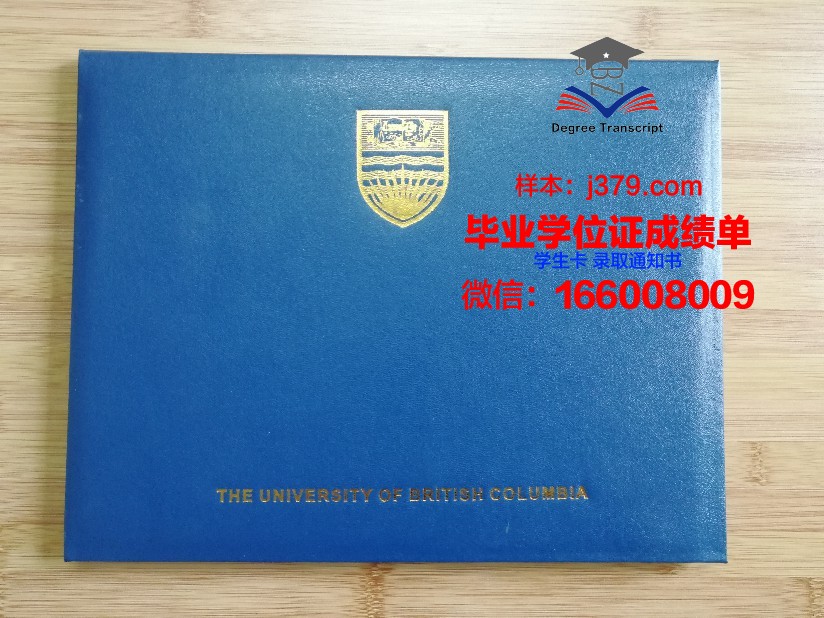 Degree Transcript
样本：j379.com
毕业学位证成绩单
学生卡 录取通知书
微信：166008009
THE UNIVERSITY OF BRITISH COLUMBIA